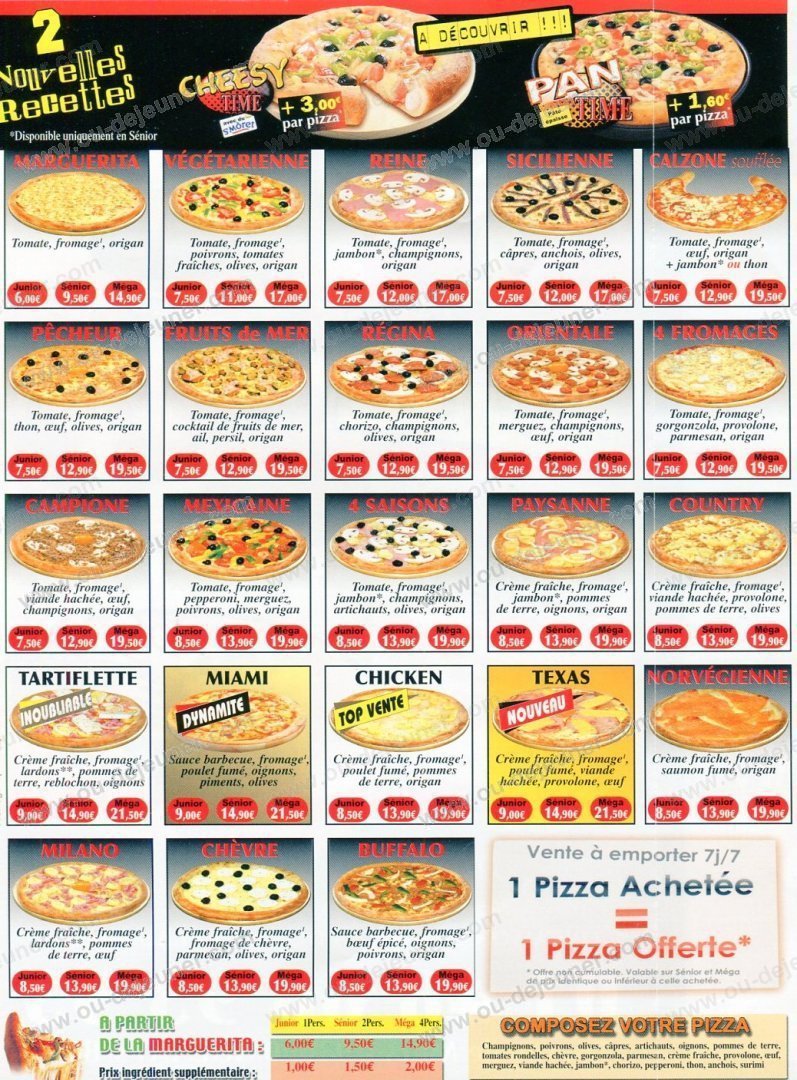 2
Nouvelles
Recettes
*Disponible uniquement en Sénior
CHEESY
TIME
avec du
St Môret
+ 3,00€
par pizza
A DÉCOUVRIR !!!
PAN
TIME
Pâte
épaisse
+ 1,60€
par pizza
MARGUERITA
Tomate, fromage¹, origan
Junior Sénior Méga
6,00€ 9,50€ 14,90€
VÉGÉTARIENNE
Tomate, fromage¹,
poivrons, tomates
fraîches, olives, origan
Junior Sénior Méga
7,50€ 11,00€ 17,00€
REINE
Tomate, fromage¹,
jambon*, champignons,
origan
Junior Sénior Méga
7,50€ 12,00€ 17,00€
SICILIENNE
Tomate, fromage¹,
câpres, anchois, olives,
origan
Junior Sénior Méga
7,50€ 12,00€ 17,00€
CALZONE soufflée
Tomate, fromage¹,
œuf, origan
+ jambon* ou thon
Junior Sénior Méga
7,50€ 12,90€ 19,50€
PÊCHEUR
Tomate, fromage¹,
thon, œuf, olives, origan
Junior Sénior Méga
7,50€ 12,90€ 19,50€
FRUITS de MER
Tomate, fromage¹,
cocktail de fruits de mer,
ail, persil, origan
Junior Sénior Méga
7,50€ 12,90€ 19,50€
RÉGINA
Tomate, fromage¹,
chorizo, champignons,
olives, origan
Junior Sénior Méga
7,50€ 12,90€ 19,50€
ORIENTALE
Tomate, fromage¹,
merguez, champignons,
œuf, origan
Junior Sénior Méga
7,50€ 12,90€ 19,50€
4 FROMAGES
Tomate, fromage¹,
gorgonzola, provolone,
parmesan, origan
Junior Sénior Méga
7,50€ 12,90€ 19,50€
CAMPIONE
Tomate, fromage¹,
viande hachée, œuf,
champignons, origan
Junior Sénior Méga
7,50€ 12,90€ 19,50€
MEXICAINE
Tomate, fromage¹,
pepperoni, merguez,
poivrons, olives, origan
Junior Sénior Méga
8,50€ 13,90€ 19,90€
4 SAISONS
Tomate, fromage¹,
jambon*, champignons,
artichauts, olives, origan
Junior Sénior Méga
8,50€ 13,90€ 19,90€
PAYSANNE
Crème fraîche, fromage¹,
jambon*, pommes
de terre, oignons, origan
Junior Sénior Méga
8,50€ 13,90€ 19,90€
COUNTRY
Crème fraîche, fromage¹,
viande hachée, provolone,
pommes de terre, olives
Junior Sénior Méga
8,50€ 13,90€ 19,90€
TARTIFLETTE
INOUBLIABLE
Crème fraîche, fromage¹,
lardons**, pommes de
terre, reblochon, oignons
Junior Sénior Méga
9,00€ 14,90€ 21,50€
MIAMI
DYNAMITE
Sauce barbecue, fromage¹,
poulet fumé, oignons,
piments, olives
Junior Sénior Méga
9,00€ 14,90€ 21,50€
CHICKEN
TOP VENTE
Crème fraîche, fromage¹,
poulet fumé, pommes
de terre, origan
Junior Sénior Méga
8,50€ 13,90€ 19,90€
TEXAS
NOUVEAU
Crème fraîche, fromage¹,
poulet fumé, viande
hachée, provolone, œuf
Junior Sénior Méga
9,00€ 14,90€ 21,50€
NORVÉGIENNE
Crème fraîche, fromage¹,
saumon fumé, origan
Junior Sénior Méga
8,50€ 13,90€ 19,90€
MILANO
Crème fraîche, fromage¹,
lardons**, pommes
de terre, œuf
Junior Sénior Méga
8,50€ 13,90€ 19,90€
CHÈVRE
Crème fraîche, fromage¹,
fromage de chèvre,
parmesan, olives, origan
Junior Sénior Méga
8,50€ 13,90€ 19,90€
BUFFALO
Sauce barbecue, fromage¹,
bœuf épicé, oignons,
poivrons, origan
Junior Sénior Méga
8,50€ 13,90€ 19,90€
Vente à emporter 7j/7
1 Pizza Achetée
=
1 Pizza Offerte*
* Offre non cumulable. Valable sur Sénior et Méga
de prix identique ou inférieur à celle achetée.
A PARTIR
DE LA MARGUERITA :
Junior 1Pers. Sénior 2Pers. Méga 4Pers.
6,00€ 9,50€ 14,90€
Prix ingrédient supplémentaire :
1,00€ 1,50€ 2,00€
COMPOSEZ VOTRE PIZZA
Champignons, poivrons, olives, câpres, artichauts, oignons, pommes de terre,
tomates rondelles, chèvre, gorgonzola, parmesan, crème fraîche, provolone, œuf,
merguez, viande hachée, jambon*, chorizo, pepperoni, thon, anchois, surimi
www.ou-dejeuner.com